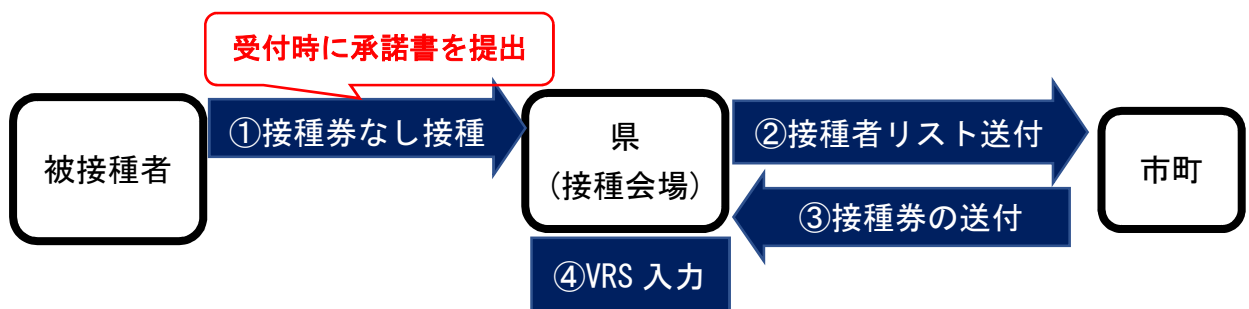 受付時に承諾書を提出
被接種者
①接種券なし接種
県
(接種会場)
②接種者リスト送付
③接種券の送付
市町
④VRS 入力